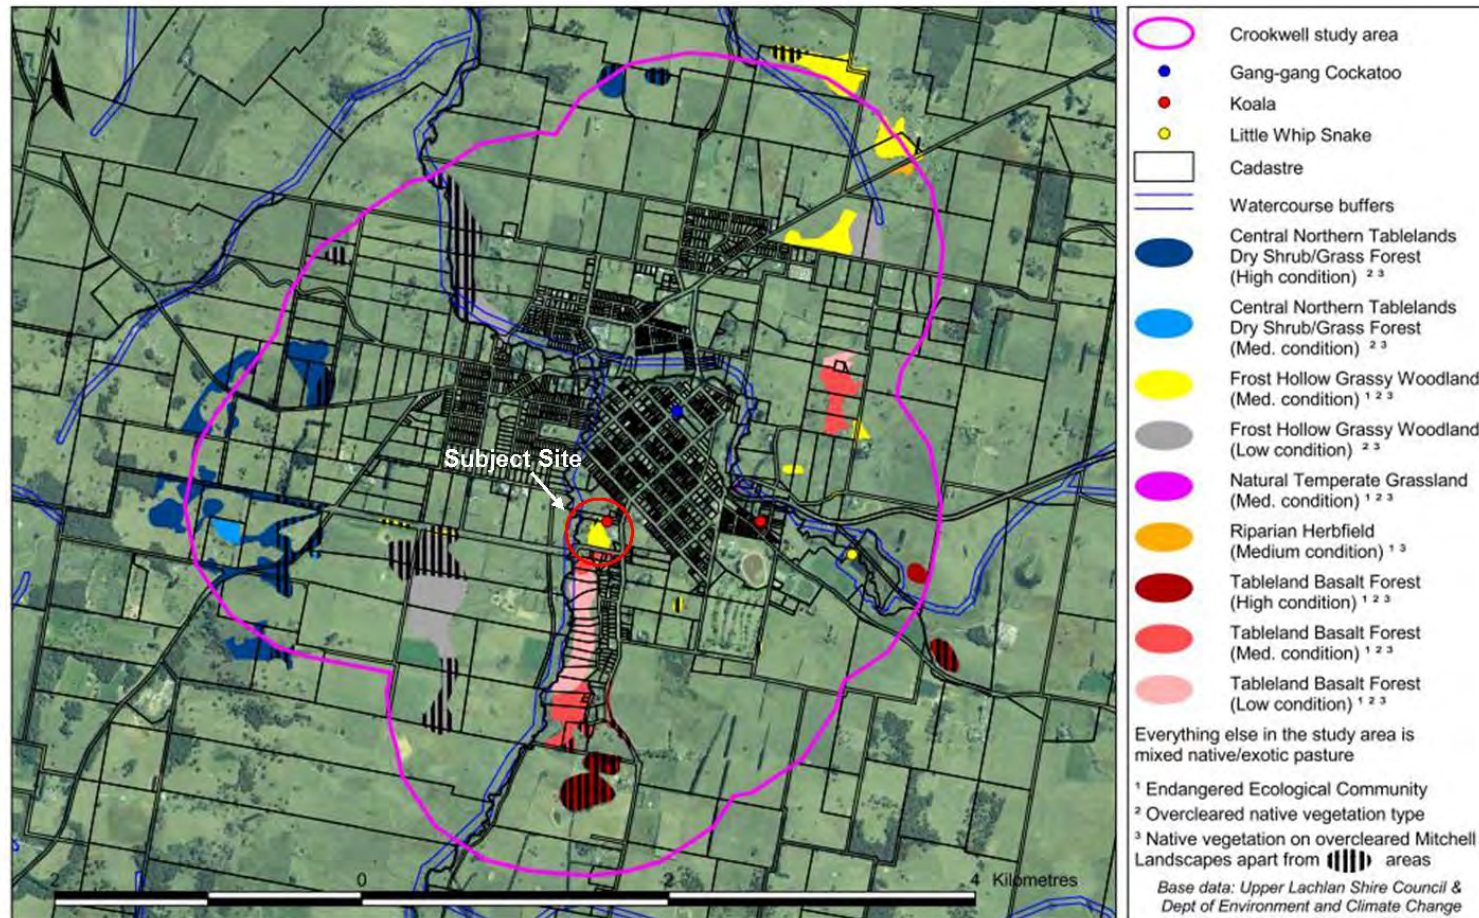 N
Subject Site
2
0
2
4 Kilometres
Crookwell study area
Gang-gang Cockatoo
Koala
Little Whip Snake
Cadastre
Watercourse buffers
Central Northern Tablelands
Dry Shrub/Grass Forest
(High condition) ² ³
Central Northern Tablelands
Dry Shrub/Grass Forest
(Med. condition) ² ³
Frost Hollow Grassy Woodland
(Med. condition) ¹ ² ³
Frost Hollow Grassy Woodland
(Low condition) ² ³
Natural Temperate Grassland
(Med. condition) ¹ ² ³
Riparian Herbfield
(Medium condition) ¹ ³
Tableland Basalt Forest
(High condition) ¹ ² ³
Tableland Basalt Forest
(Med. condition) ¹ ² ³
Tableland Basalt Forest
(Low condition) ¹ ² ³
Everything else in the study area is
mixed native/exotic pasture
¹ Endangered Ecological Community
² Overcleared native vegetation type
³ Native vegetation on overcleared Mitchell
Landscapes apart from areas
Base data: Upper Lachlan Shire Council &
Dept of Environment and Climate Change